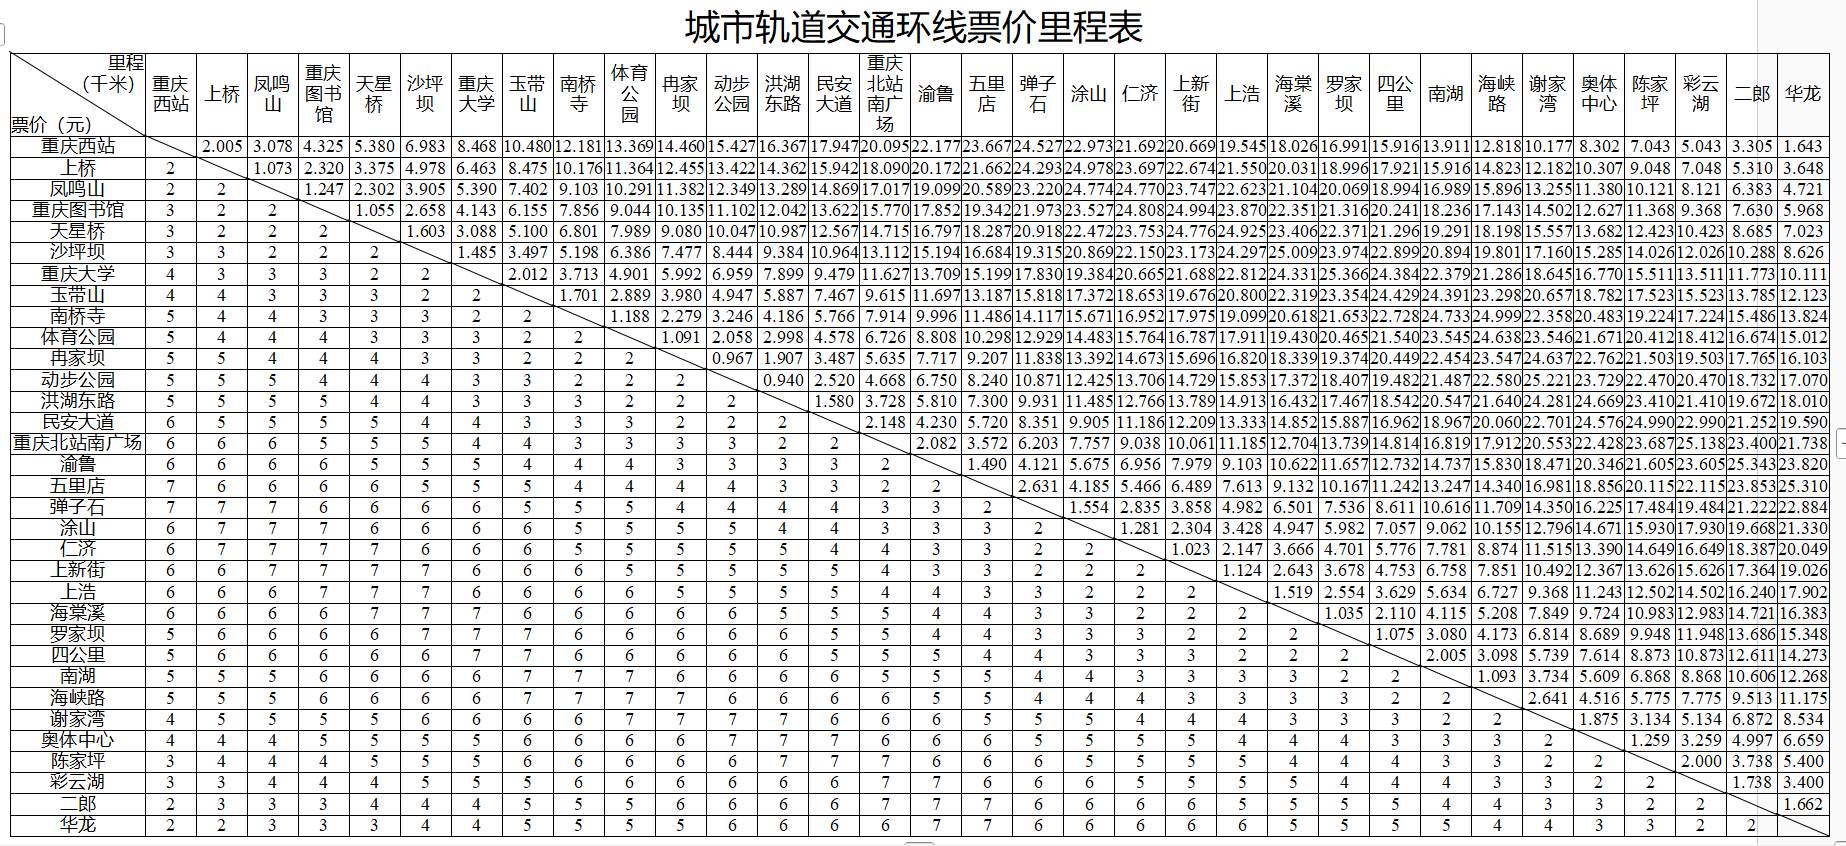 城市轨道交通环线票价里程表
里程
(千米)
票价（元）
重庆西站 上桥 凤鸣山 重庆图书馆 天星桥 沙坪坝 重庆大学 玉带山 南桥寺 体育公园 冉家坝 动步公园 洪湖东路 民安大道 重庆北站南广场 渝鲁 五里店 弹子石 涂山 仁济 上新街 上浩 海棠溪 罗家坝 四公里 南湖 海峡路 谢家湾 奥体中心 陈家坪 彩云湖 二郎 华龙
重庆西站 2.005 3.078 4.325 5.380 6.983 8.468 10.480 12.181 13.369 14.460 15.427 16.367 17.947 20.095 22.177 23.667 24.527 22.973 21.692 20.669 19.545 18.026 16.991 15.916 13.911 12.818 10.177 8.302 7.043 5.043 3.305 1.643
上桥 2 1.073 2.320 3.375 4.978 6.463 8.475 10.176 11.364 12.455 13.422 14.362 15.942 18.090 20.172 21.662 24.293 24.978 23.697 22.674 21.550 20.031 18.996 17.921 15.916 14.823 12.182 10.307 9.048 7.048 5.310 3.648
凤鸣山 2 2 1.247 2.302 3.905 5.390 7.402 9.103 10.291 11.382 12.349 13.289 14.869 17.017 19.099 20.589 23.220 24.774 24.770 23.747 22.623 21.104 20.069 18.994 16.989 15.896 13.255 11.380 10.121 8.121 6.383 4.721
重庆图书馆 3 2 2 1.055 2.658 4.143 6.155 7.856 9.044 10.135 11.102 12.042 13.622 15.770 17.852 19.342 21.973 23.527 24.808 24.994 23.870 22.351 21.316 20.241 18.236 17.143 14.502 12.627 11.368 9.368 7.630 5.968
天星桥 3 2 2 2 1.603 3.088 5.100 6.801 7.989 9.080 10.047 10.987 12.567 14.715 16.797 18.287 20.918 22.472 23.753 24.776 24.925 23.406 22.371 21.296 19.291 18.198 15.557 13.682 12.423 10.423 8.685 7.023
沙坪坝 3 3 2 2 2 1.485 3.497 5.198 6.386 7.477 8.444 9.384 10.964 13.112 15.194 16.684 19.315 20.869 22.150 23.173 24.297 25.009 23.974 22.899 20.894 19.801 17.160 15.285 14.026 12.026 10.288 8.626
重庆大学 4 3 3 3 2 2 2.012 3.713 4.901 5.992 6.959 7.899 9.479 11.627 13.709 15.199 17.830 19.384 20.665 21.688 22.812 24.331 25.366 24.384 22.379 21.286 18.645 16.770 15.511 13.511 11.773 10.111
玉带山 4 4 3 3 3 2 2 1.701 2.889 3.980 4.947 5.887 7.467 9.615 11.697 13.187 15.818 17.372 18.653 19.676 20.800 22.319 23.354 24.429 24.391 23.298 20.657 18.782 17.523 15.523 13.785 12.123
南桥寺 5 4 4 3 3 3 2 2 1.188 2.279 3.246 4.186 5.766 7.914 9.996 11.486 14.117 15.671 16.952 17.975 19.099 20.618 21.653 22.728 24.733 24.999 22.358 20.483 19.224 17.224 15.486 13.824
体育公园 5 4 4 4 3 3 3 2 2 1.091 2.058 2.998 4.578 6.726 8.808 10.298 12.929 14.483 15.764 16.787 17.911 19.430 20.465 21.540 23.545 24.638 23.546 21.671 20.412 18.412 16.674 15.012
冉家坝 5 5 4 4 4 3 3 2 2 2 0.967 1.907 3.487 5.635 7.717 9.207 11.838 13.392 14.673 15.696 16.820 18.339 19.374 20.449 22.454 23.547 24.637 22.762 21.503 19.503 17.765 16.103
动步公园 5 5 5 4 4 4 3 3 2 2 2 0.940 2.520 4.668 6.750 8.240 10.871 12.425 13.706 14.729 15.853 17.372 18.407 19.482 21.487 22.580 25.221 23.729 22.470 20.470 18.732 17.070
洪湖东路 5 5 5 5 4 4 3 3 3 2 2 2 1.580 3.728 5.810 7.300 9.931 11.485 12.766 13.789 14.913 16.432 17.467 18.542 20.547 21.640 24.281 24.669 23.410 21.410 19.672 18.010
民安大道 6 5 5 5 5 4 4 3 3 3 2 2 2 2.148 4.230 5.720 8.351 9.905 11.186 12.209 13.333 14.852 15.887 16.962 18.967 20.060 22.701 24.576 24.990 22.990 21.252 19.590
重庆北站南广场 6 6 6 5 5 5 4 4 3 3 3 3 2 2 2.082 3.572 6.203 7.757 9.038 10.061 11.185 12.704 13.739 14.814 16.819 17.912 20.553 22.428 23.687 25.138 23.400 21.738
渝鲁 6 6 6 6 5 5 5 4 4 4 3 3 3 3 2 1.490 4.121 5.675 6.956 7.979 9.103 10.622 11.657 12.732 14.737 15.830 18.471 20.346 21.605 23.605 25.343 23.820
五里店 7 6 6 6 6 5 5 5 4 4 4 4 3 3 2 2 2.631 4.185 5.466 6.489 7.613 9.132 10.167 11.242 13.247 14.340 16.981 18.856 20.115 22.115 23.853 25.310
弹子石 7 7 7 6 6 6 6 5 5 5 4 4 4 4 3 3 2 1.554 2.835 3.858 4.982 6.501 7.536 8.611 10.616 11.709 14.350 16.225 17.484 19.484 21.222 22.884
涂山 6 7 7 7 6 6 6 6 5 5 5 5 4 4 3 3 3 2 1.281 2.304 3.428 4.947 5.982 7.057 9.062 10.155 12.796 14.671 15.930 17.930 19.668 21.330
仁济 6 7 7 7 7 6 6 6 5 5 5 5 5 4 4 3 3 2 2 1.023 2.147 3.666 4.701 5.776 7.781 8.874 11.515 13.390 14.649 16.649 18.387 20.049
上新街 6 6 7 7 7 7 6 6 6 5 5 5 5 5 4 3 3 2 2 2 1.124 2.643 3.678 4.753 6.758 7.851 10.492 12.367 13.626 15.626 17.364 19.026
上浩 6 6 6 7 7 7 6 6 6 6 5 5 5 5 4 4 3 3 2 2 2 1.519 2.554 3.629 5.634 6.727 9.368 11.243 12.502 14.502 16.240 17.902
海棠溪 6 6 6 6 7 7 7 6 6 6 6 6 5 5 5 4 4 3 3 2 2 2 1.035 2.110 4.115 5.208 7.849 9.724 10.983 12.983 14.721 16.383
罗家坝 5 6 6 6 6 7 7 7 6 6 6 6 6 5 5 4 4 3 3 3 2 2 2 1.075 3.080 4.173 6.814 8.689 9.948 11.948 13.686 15.348
四公里 5 6 6 6 6 6 7 7 6 6 6 6 6 5 5 5 4 4 3 3 3 2 2 2 2.005 3.098 5.739 7.614 8.873 10.873 12.611 14.273
南湖 5 5 5 6 6 6 6 7 7 7 6 6 6 6 5 5 5 4 4 3 3 3 3 2 2 1.093 3.734 5.609 6.868 8.868 10.606 12.268
海峡路 5 5 5 6 6 6 6 7 7 7 7 6 6 6 6 5 5 4 4 4 3 3 3 3 2 2 2.641 4.516 5.775 7.775 9.513 11.175
谢家湾 4 5 5 5 5 6 6 6 6 7 7 7 7 6 6 6 5 5 5 4 4 4 3 3 3 2 2 1.875 3.134 5.134 6.872 8.534
奥体中心 4 4 4 5 5 5 5 6 6 6 6 7 7 7 6 6 6 5 5 5 5 4 4 4 3 3 3 2 1.259 3.259 4.997 6.659
陈家坪 3 4 4 4 5 5 5 6 6 6 6 6 7 7 7 6 6 6 5 5 5 5 4 4 4 3 3 2 2 2.000 3.738 5.400
彩云湖 3 3 4 4 4 5 5 5 6 6 6 6 6 6 7 7 6 6 6 5 5 5 5 4 4 4 3 3 2 2 1.738 3.400
二郎 2 3 3 3 4 4 4 5 5 5 6 6 6 6 7 7 7 6 6 6 6 5 5 5 5 4 4 3 3 2 2 1.662
华龙 2 2 3 3 3 4 4 5 5 5 5 6 6 6 6 7 7 6 6 6 6 6 5 5 5 5 4 4 3 3 2 2